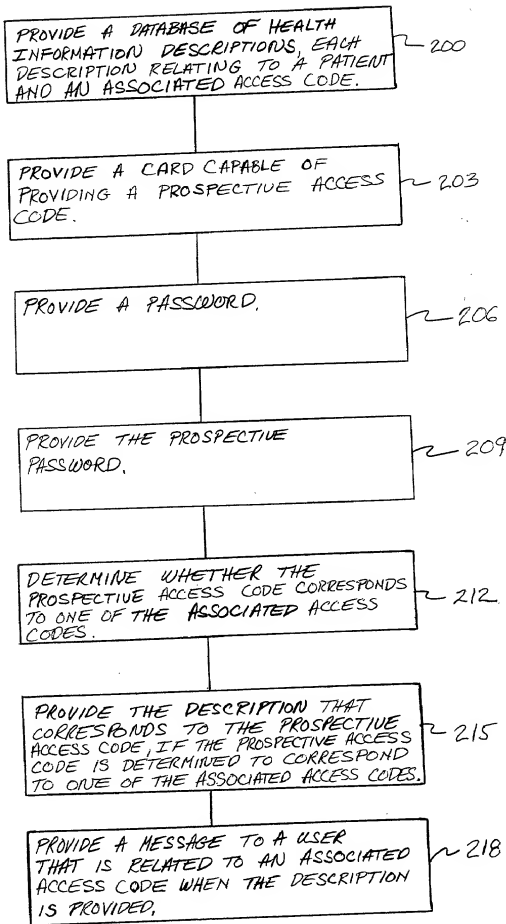 PROVIDE A DATABASE OF HEALTH
INFORMATION DESCRIPTIONS, EACH
DESCRIPTION RELATING TO A PATIENT
AND AN ASSOCIATED ACCESS CODE.
200
PROVIDE A CARD CAPABLE OF
PROVIDING A PROSPECTIVE ACCESS
CODE.
203
PROVIDE A PASSWORD.
206
PROVIDE THE PROSPECTIVE
PASSWORD.
209
DETERMINE WHETHER THE
PROSPECTIVE ACCESS CODE CORRESPONDS
TO ONE OF THE ASSOCIATED ACCESS
CODES.
212
PROVIDE THE DESCRIPTION THAT
CORRESPONDS TO THE PROSPECTIVE
ACCESS CODE, IF THE PROSPECTIVE ACCESS
CODE IS DETERMINED TO CORRESPOND
TO ONE OF THE ASSOCIATED ACCESS CODES.
215
PROVIDE A MESSAGE TO A USER
THAT IS RELATED TO AN ASSOCIATED
ACCESS CODE WHEN THE DESCRIPTION
IS PROVIDED.
218